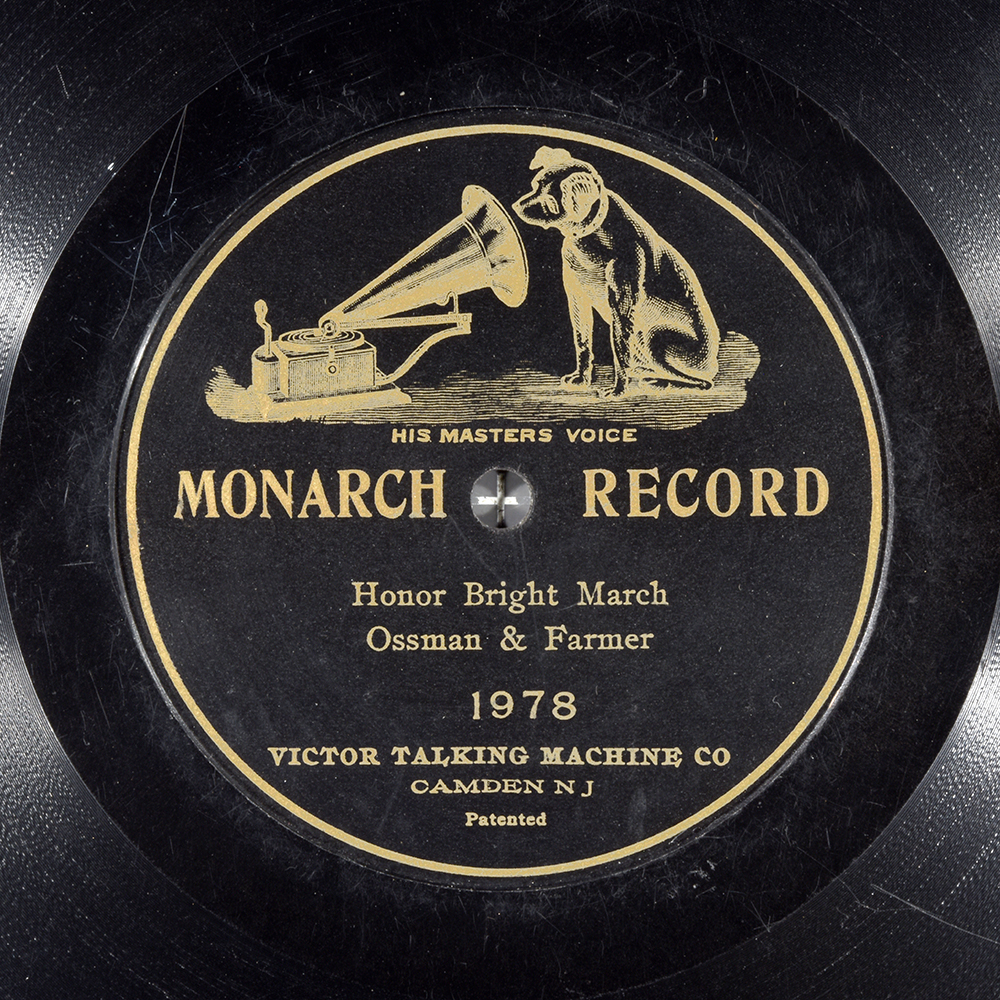 HIS MASTERS VOICE
MONARCH RECORD
Honor Bright March
Ossman & Farmer
1978
VICTOR TALKING MACHINE CO
CAMDEN N J
Patented